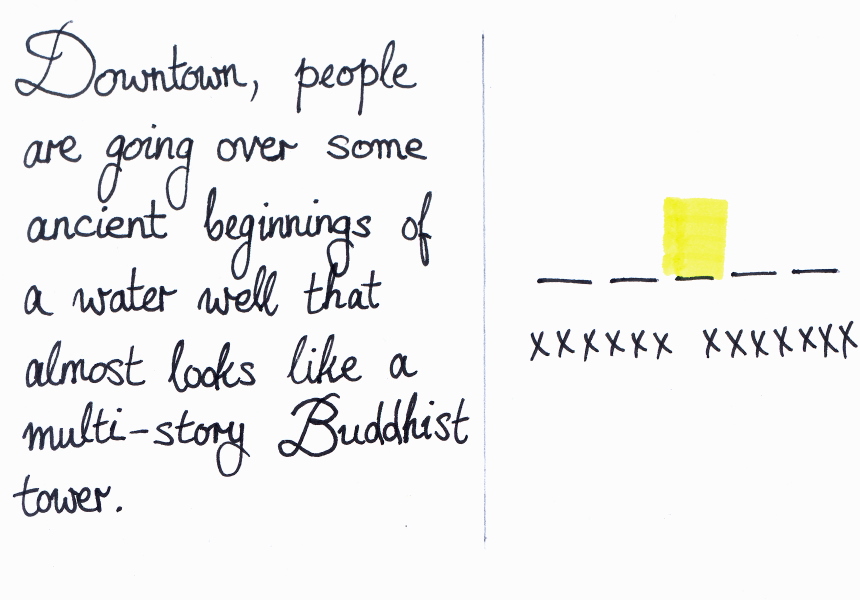 Downtown, people
are going over some
ancient beginnings of
a water well that
almost looks like a
multi-story Buddhist
tower.
_ _ _ _ _
xxxxxx xxxxxxx